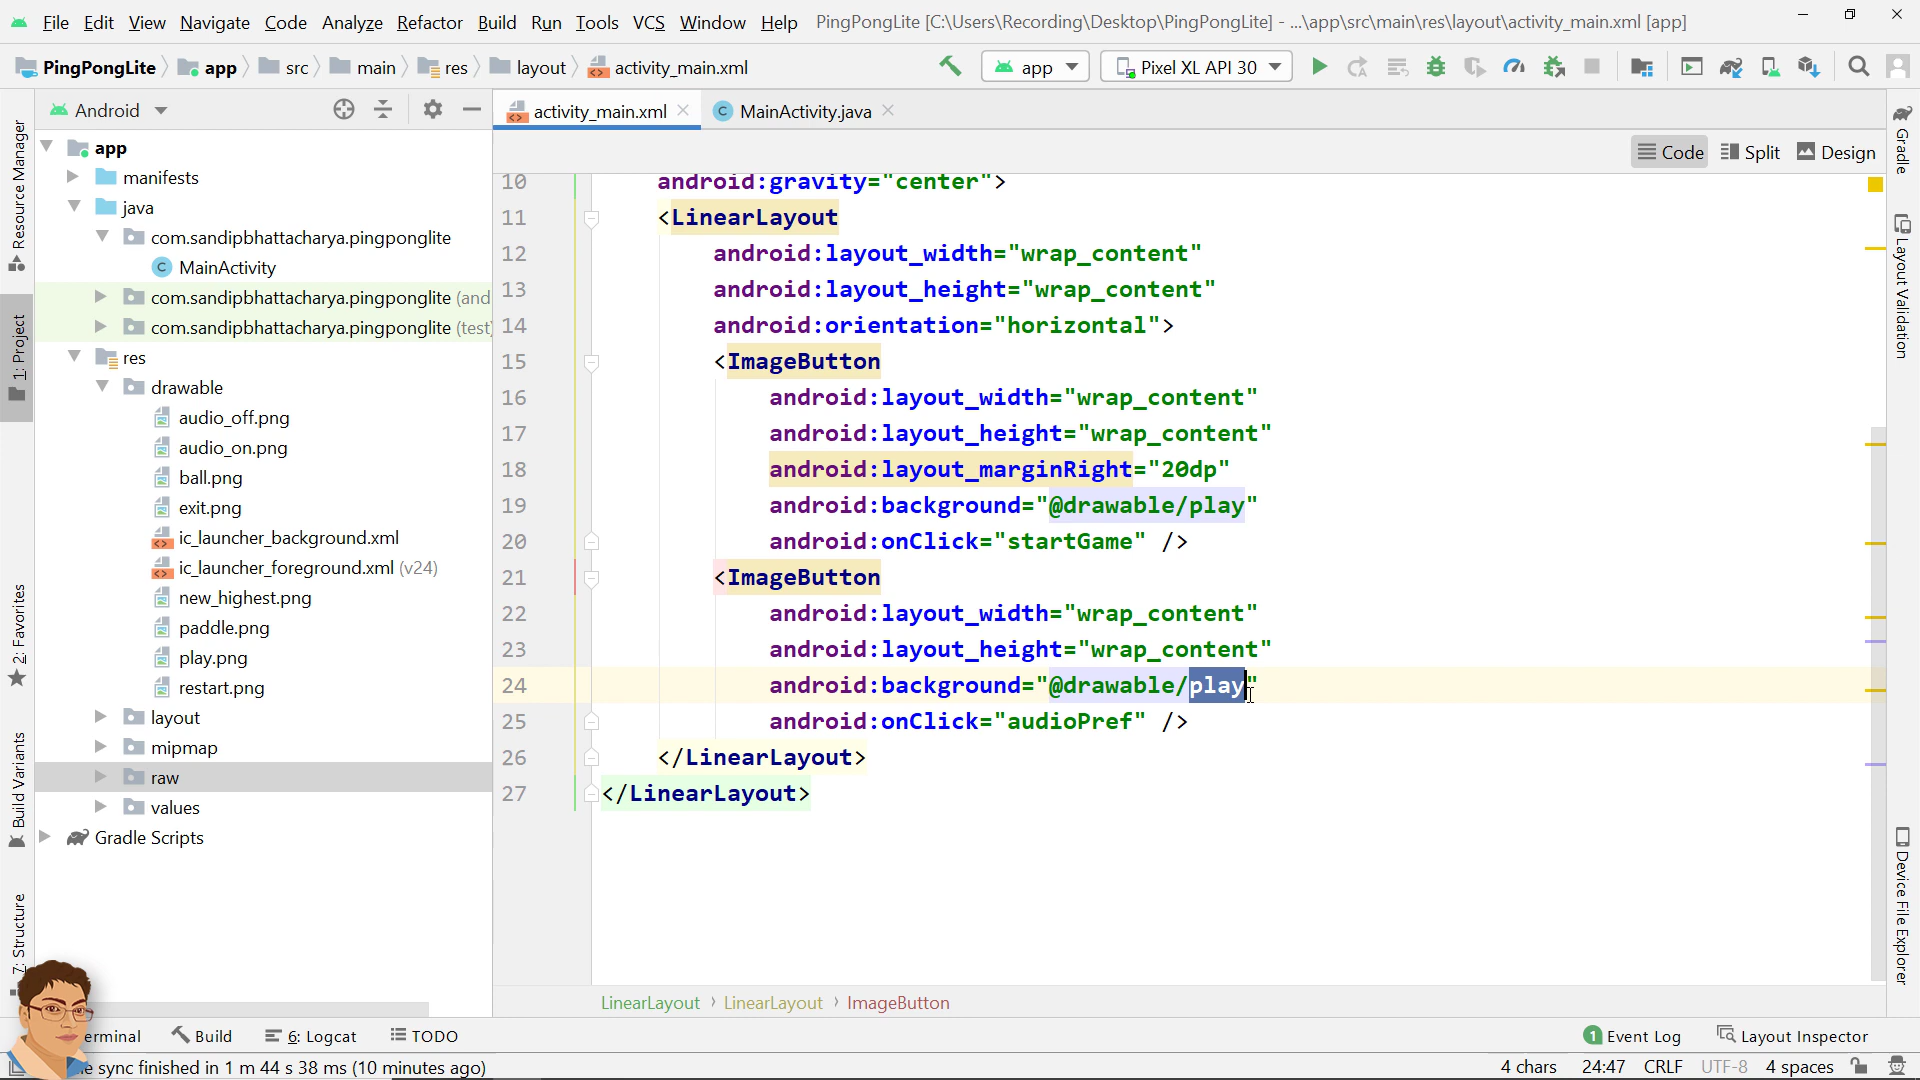 File Edit View Navigate Code Analyze Refactor Build Run Tools VCS Window Help PingPongLite [C:\Users\Recording\Desktop\PingPongLite] - ...\app\src\main\res\layout\activity_main.xml [app]
PingPongLite app src main res layout activity_main.xml app Pixel XL API 30
Android activity_main.xml MainActivity.java
Code Split Design
app
manifests
java
com.sandipbhattacharya.pingponglite
MainActivity
com.sandipbhattacharya.pingponglite (and
com.sandipbhattacharya.pingponglite (test)
res
drawable
audio_off.png
audio_on.png
ball.png
exit.png
ic_launcher_background.xml
ic_launcher_foreground.xml (v24)
new_highest.png
paddle.png
play.png
restart.png
layout
mipmap
raw
values
Gradle Scripts
Resource Manager
1: Project
2: Favorites
Build Variants
7: Structure
10 android:gravity="center">
11 <LinearLayout
12 android:layout_width="wrap_content"
13 android:layout_height="wrap_content"
14 android:orientation="horizontal">
15 <ImageButton
16 android:layout_width="wrap_content"
17 android:layout_height="wrap_content"
18 android:layout_marginRight="20dp"
19 android:background="@drawable/play"
20 android:onClick="startGame" />
21 <ImageButton
22 android:layout_width="wrap_content"
23 android:layout_height="wrap_content"
24 android:background="@drawable/play"
25 android:onClick="audioPref" />
26 </LinearLayout>
27 </LinearLayout>
Gradle
Layout Validation
Device File Explorer
LinearLayout › LinearLayout › ImageButton
erminal Build 6: Logcat TODO 1 Event Log Layout Inspector
sync finished in 1 m 44 s 38 ms (10 minutes ago) 4 chars 24:47 CRLF UTF-8 4 spaces